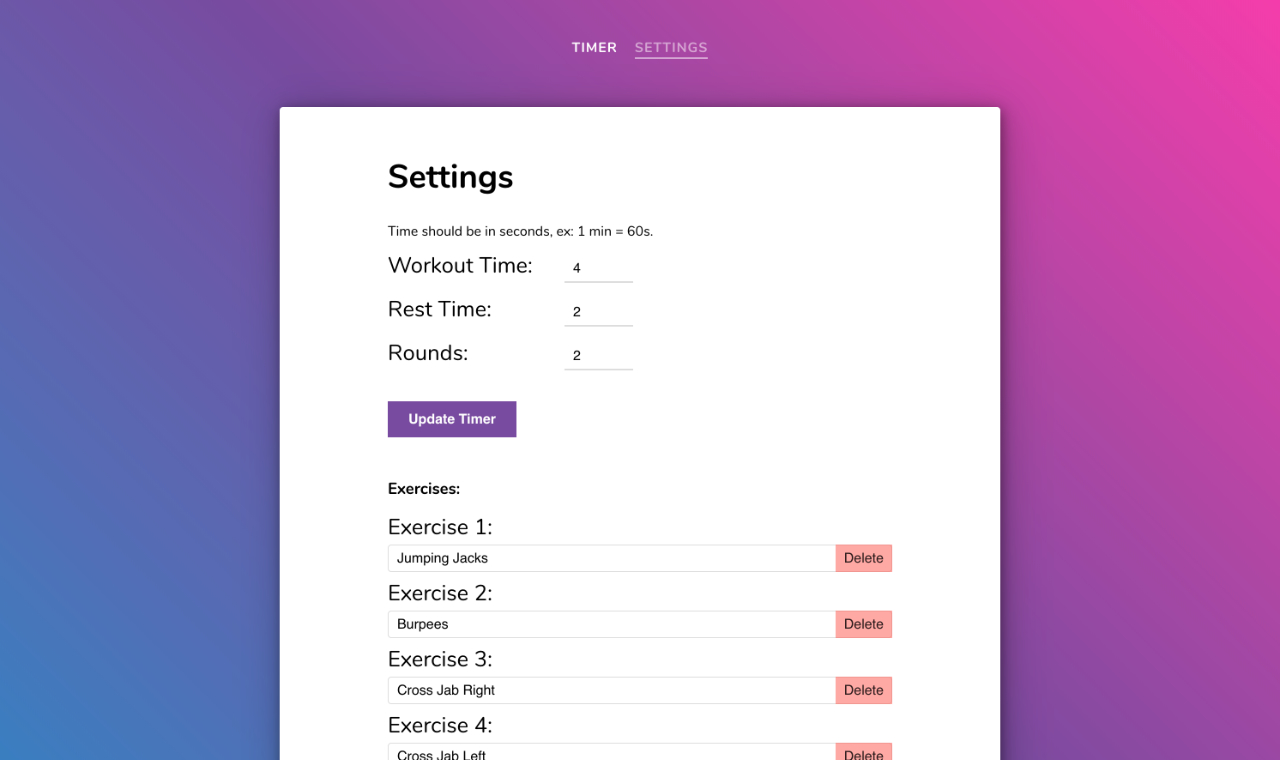 TIMER SETTINGS
Settings
Time should be in seconds, ex: 1 min = 60s.
Workout Time: 4
Rest Time: 2
Rounds: 2
Update Timer
Exercises:
Exercise 1:
Jumping Jacks Delete
Exercise 2:
Burpees Delete
Exercise 3:
Cross Jab Right Delete
Exercise 4:
Cross Jab Left Delete